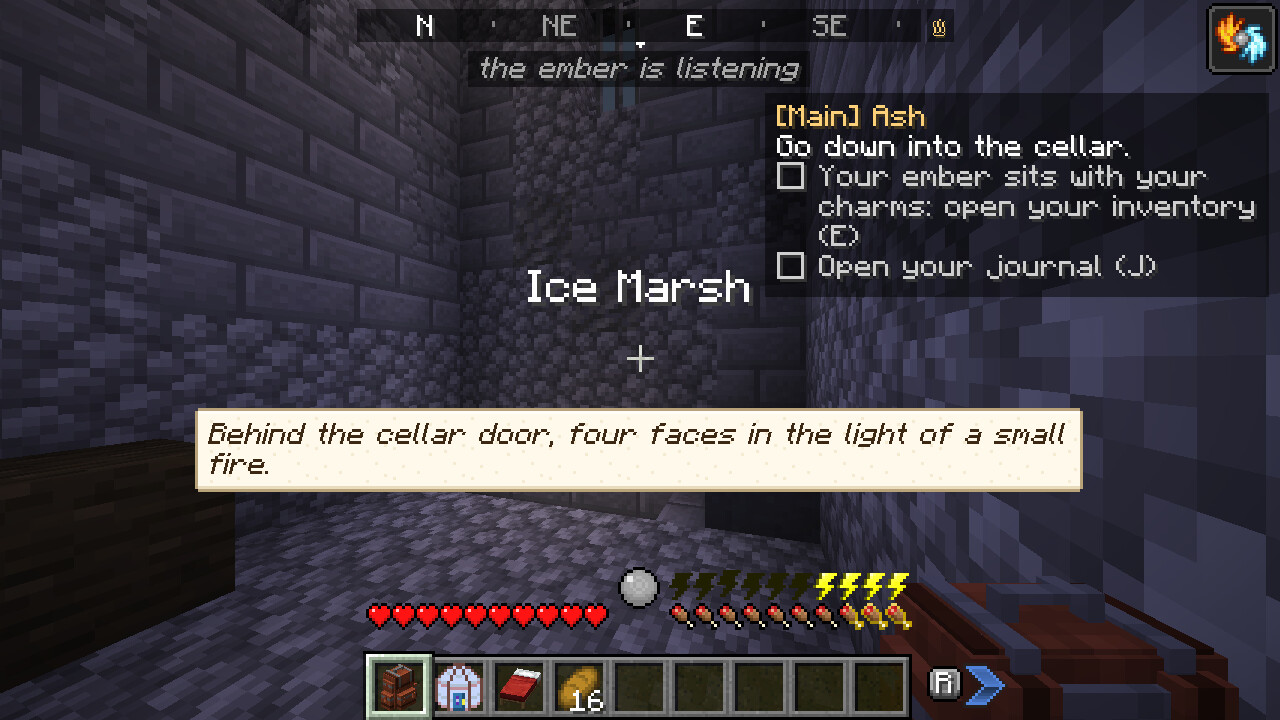 N · NE · E · SE ·
the ember is listening
[Main] Ash
Go down into the cellar.
Your ember sits with your
charms: open your inventory
(E)
Open your journal (J)
Ice Marsh
Behind the cellar door, four faces in the light of a small
fire.
16
R